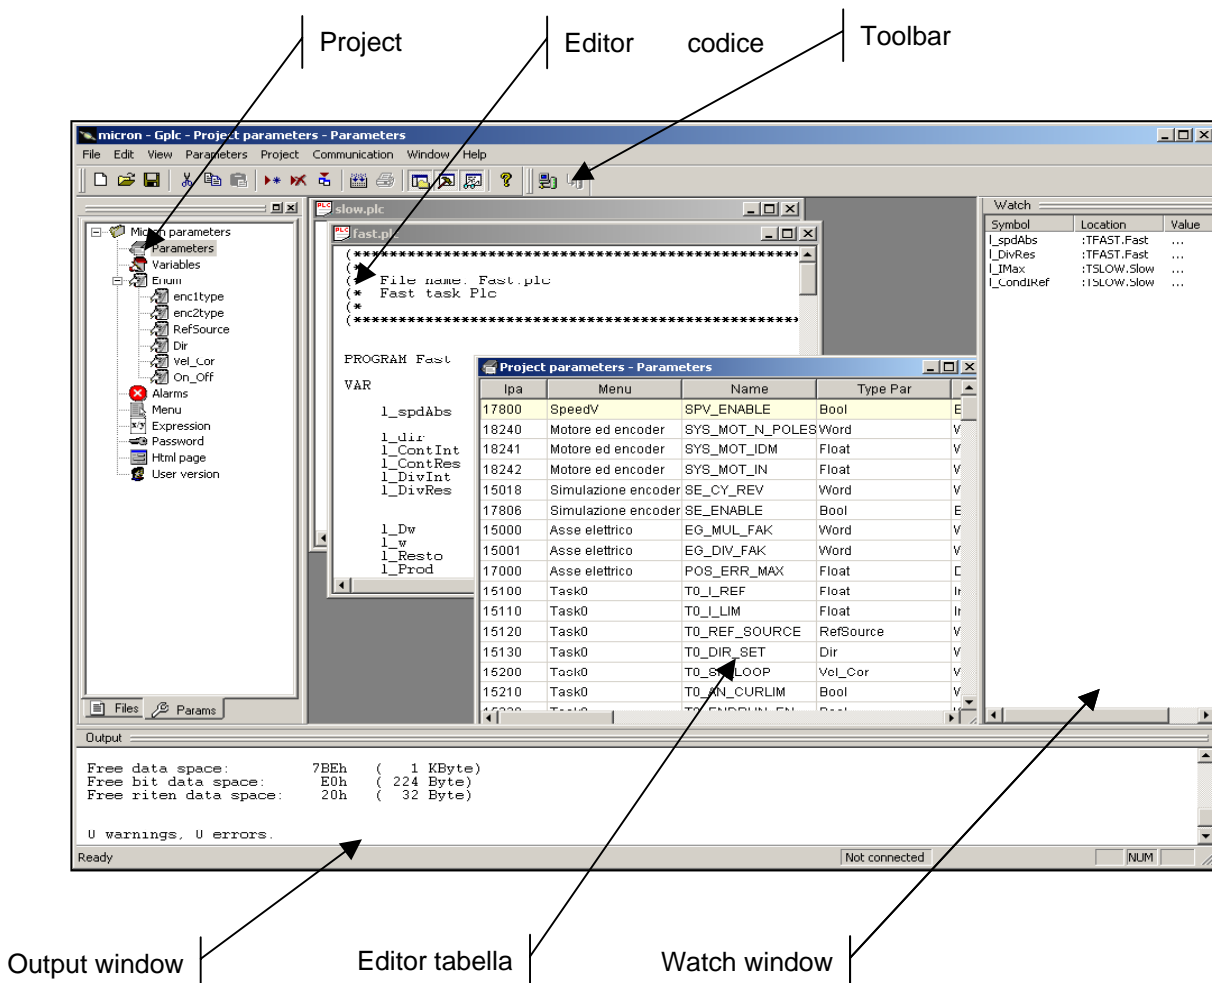 Project
Editor codice
Toolbar
micron - Gplc - Project parameters - Parameters
File Edit View Parameters Project Communication Window Help
Micron parameters
Parameters
Variables
Enum
enc1type
enc2type
RefSource
Dir
Vel_Cor
On_Off
Alarms
Menu
Expression
Password
Html page
User version
Files Params
slow.plc
fast.plc
(**************************************************
(*
(* File name: Fast.plc
(* Fast task Plc
(*
(**************************************************
PROGRAM Fast
VAR
l_spdAbs
l_dir
l_ContInt
l_ContRes
l_DivInt
l_DivRes
l_Dw
l_w
l_Resto
l_Prod
Project parameters - Parameters
Ipa Menu Name Type Par
17800 SpeedV SPV_ENABLE Bool E
18240 Motore ed encoder SYS_MOT_N_POLES Word V
18241 Motore ed encoder SYS_MOT_IDM Float V
18242 Motore ed encoder SYS_MOT_IN Float V
15018 Simulazione encoder SE_CY_REV Word V
17806 Simulazione encoder SE_ENABLE Bool E
15000 Asse elettrico EG_MUL_FAK Word V
15001 Asse elettrico EG_DIV_FAK Word V
17000 Asse elettrico POS_ERR_MAX Float
15100 Task0 T0_I_REF Float
15110 Task0 T0_I_LIM Float
15120 Task0 T0_REF_SOURCE RefSource V
15130 Task0 T0_DIR_SET Dir V
15200 Task0 Vel_Cor V
15210 Task0 T0_AN_CURLIM Bool V
Watch
Symbol Location Value
l_spdAbs :TFAST.Fast ...
l_DivRes :TFAST.Fast ...
l_IMax :TSLOW.Slow ...
l_CondIRef :TSLOW.Slow ...
Output
Free data space: 7BEh ( 1 KByte)
Free bit data space: E0h ( 224 Byte)
Free riten data space: 20h ( 32 Byte)
0 warnings, 0 errors.
Ready Not connected NUM
Output window
Editor tabella
Watch window